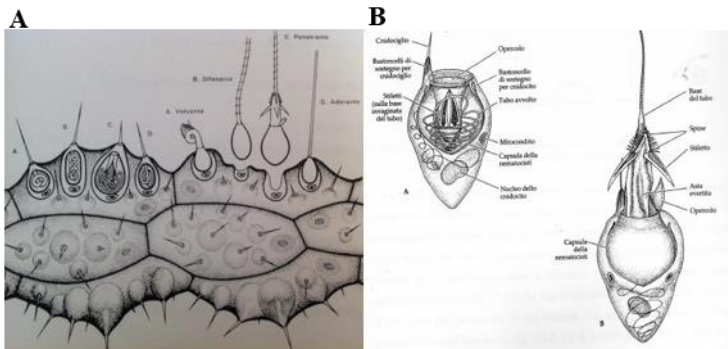 A
C. Penetrante
B. Difensiva
A. Volvente
D. Aderente
A.
B.
C.
D.
B
Cnidociglio
Bastoncelli di
sostegno per
cnidociglio
Stiletti
(sulla base
invaginata
del tubo)
Opercolo
Bastoncello
di sostegno
per cnidocito
Tubo avvolto
Mitocondrio
Capsula della
nematocisti
Nucleo dello
cnidocito
A
Base
del tubo
Spine
Stiletto
Asta
evertita
Opercolo
Capsula
della
nematocisti
B